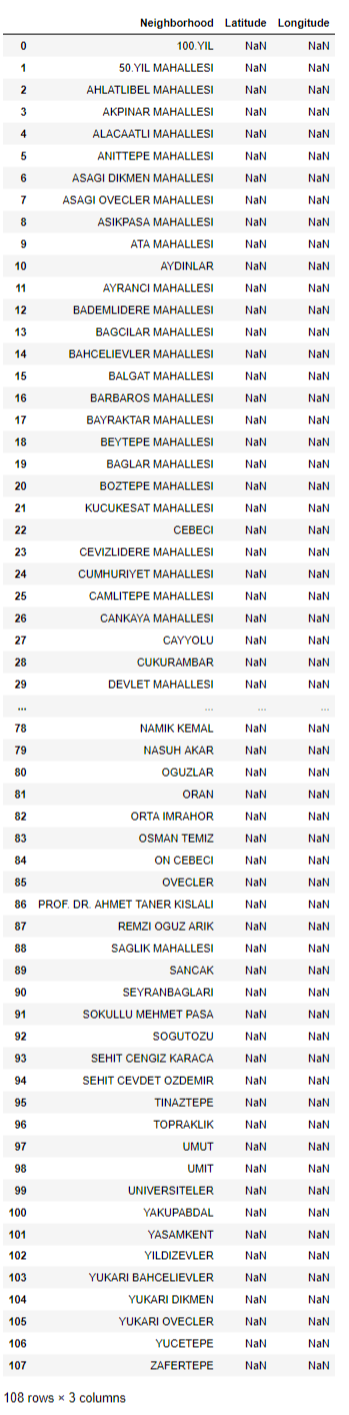 Neighborhood Latitude Longitude
0 100.YIL NaN NaN
1 50.YIL MAHALLESI NaN NaN
2 AHLATLIBEL MAHALLESI NaN NaN
3 AKPINAR MAHALLESI NaN NaN
4 ALACAATLI MAHALLESI NaN NaN
5 ANITTEPE MAHALLESI NaN NaN
6 ASAGI DIKMEN MAHALLESI NaN NaN
7 ASAGI OVECLER MAHALLESI NaN NaN
8 ASIKPASA MAHALLESI NaN NaN
9 ATA MAHALLESI NaN NaN
10 AYDINLAR NaN NaN
11 AYRANCI MAHALLESI NaN NaN
12 BADEMLIDERE MAHALLESI NaN NaN
13 BAGCILAR MAHALLESI NaN NaN
14 BAHCELIEVLER MAHALLESI NaN NaN
15 BALGAT MAHALLESI NaN NaN
16 BARBAROS MAHALLESI NaN NaN
17 BAYRAKTAR MAHALLESI NaN NaN
18 BEYTEPE MAHALLESI NaN NaN
19 BAGLAR MAHALLESI NaN NaN
20 BOZTEPE MAHALLESI NaN NaN
21 KUCUKESAT MAHALLESI NaN NaN
22 CEBECI NaN NaN
23 CEVIZLIDERE MAHALLESI NaN NaN
24 CUMHURIYET MAHALLESI NaN NaN
25 CAMLITEPE MAHALLESI NaN NaN
26 CANKAYA MAHALLESI NaN NaN
27 CAYYOLU NaN NaN
28 CUKURAMBAR NaN NaN
29 DEVLET MAHALLESI NaN NaN
... ... ... ...
78 NAMIK KEMAL NaN NaN
79 NASUH AKAR NaN NaN
80 OGUZLAR NaN NaN
81 ORAN NaN NaN
82 ORTA IMRAHOR NaN NaN
83 OSMAN TEMIZ NaN NaN
84 ON CEBECI NaN NaN
85 OVECLER NaN NaN
86 PROF. DR. AHMET TANER KISLALI NaN NaN
87 REMZI OGUZ ARIK NaN NaN
88 SAGLIK MAHALLESI NaN NaN
89 SANCAK NaN NaN
90 SEYRANBAGLARI NaN NaN
91 SOKULLU MEHMET PASA NaN NaN
92 SOGUTOZU NaN NaN
93 SEHIT CENGIZ KARACA NaN NaN
94 SEHIT CEVDET OZDEMIR NaN NaN
95 TINAZTEPE NaN NaN
96 TOPRAKLIK NaN NaN
97 UMUT NaN NaN
98 UMIT NaN NaN
99 UNIVERSITELER NaN NaN
100 YAKUPABDAL NaN NaN
101 YASAMKENT NaN NaN
102 YILDIZEVLER NaN NaN
103 YUKARI BAHCELIEVLER NaN NaN
104 YUKARI DIKMEN NaN NaN
105 YUKARI OVECLER NaN NaN
106 YUCETEPE NaN NaN
107 ZAFERTEPE NaN NaN
108 rows × 3 columns